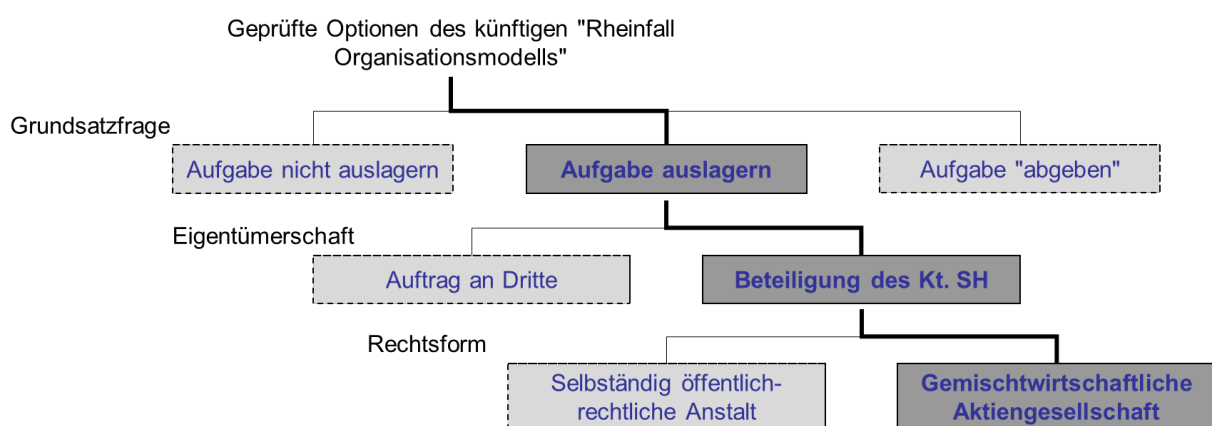 Geprüfte Optionen des künftigen "Rheinfall
Organisationsmodells"
Grundsatzfrage
Aufgabe nicht auslagern
Aufgabe auslagern
Aufgabe "abgeben"
Eigentümerschaft
Auftrag an Dritte
Beteiligung des Kt. SH
Rechtsform
Selbständig öffentlich-
rechtliche Anstalt
Gemischtwirtschaftliche
Aktiengesellschaft